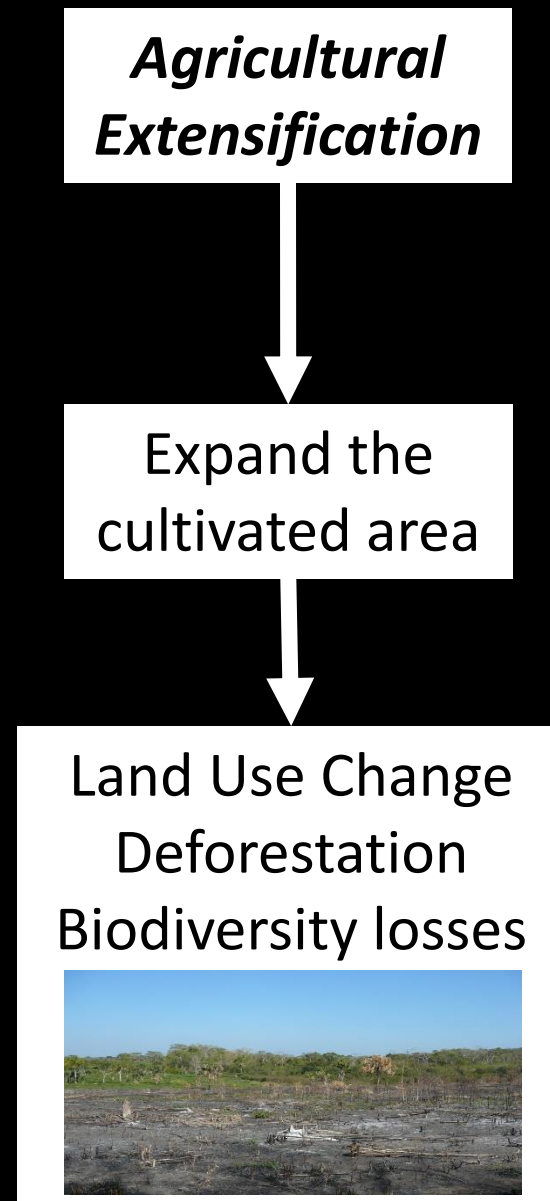 Agricultural
Extensification
Expand the
cultivated area
Land Use Change
Deforestation
Biodiversity losses